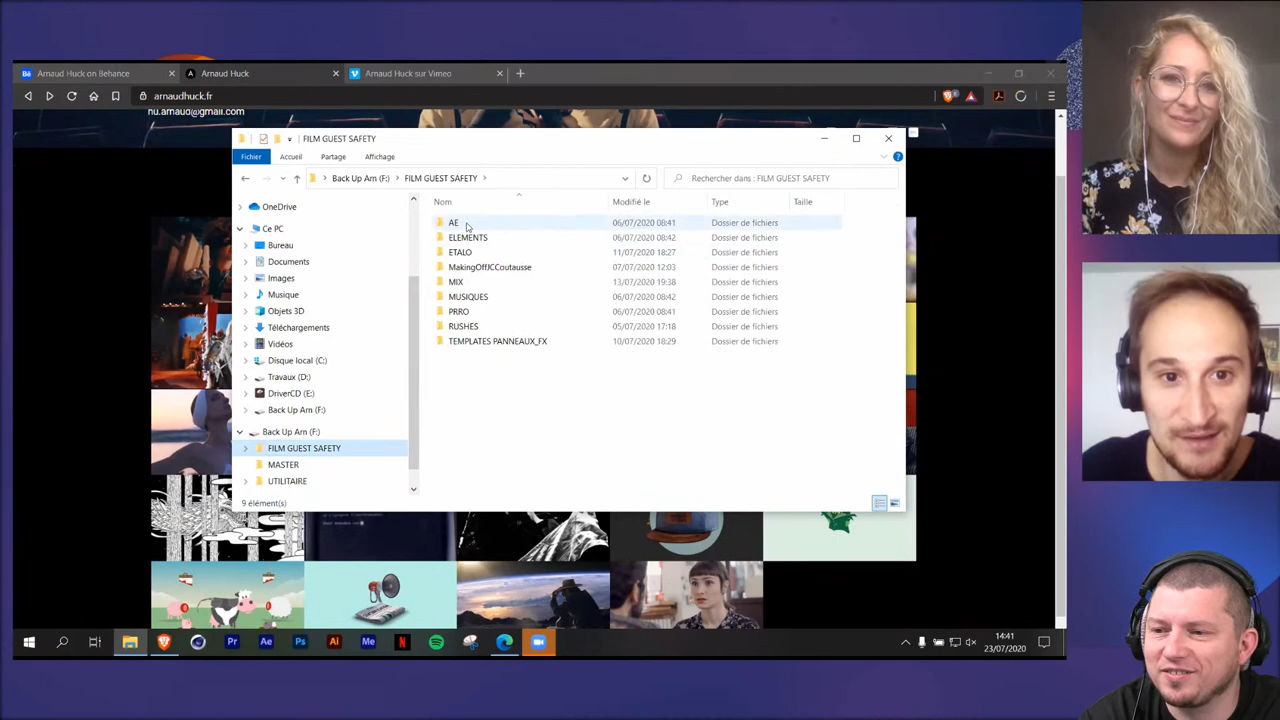 Arnaud Huck on Behance
Arnaud Huck
Arnaud Huck sur Vimeo
arnaudhuck.fr
hu.arnaud@gmail.com
FILM GUEST SAFETY
Fichier Accueil Partage Affichage
Back Up Arn (F:) FILM GUEST SAFETY
Rechercher dans : FILM GUEST SAFETY
Nom Modifié le Type Taille
AE 06/07/2020 08:41 Dossier de fichiers
ELEMENTS 06/07/2020 08:42 Dossier de fichiers
ETALO 11/07/2020 18:27 Dossier de fichiers
MakingOffJCCoutausse 07/07/2020 12:03 Dossier de fichiers
MIX 13/07/2020 19:38 Dossier de fichiers
MUSIQUES 06/07/2020 08:42 Dossier de fichiers
PRRO 06/07/2020 08:41 Dossier de fichiers
RUSHES 05/07/2020 17:18 Dossier de fichiers
TEMPLATES PANNEAUX_FX 10/07/2020 18:29 Dossier de fichiers
OneDrive
Ce PC
Bureau
Documents
Images
Musique
Objets 3D
Téléchargements
Vidéos
Disque local (C:)
Travaux (D:)
DriverCD (E:)
Back Up Arn (F:)
Back Up Arn (F:)
FILM GUEST SAFETY
MASTER
UTILITAIRE
9 élément(s)
Pr Ae Ps Ai Me
14:41
23/07/2020